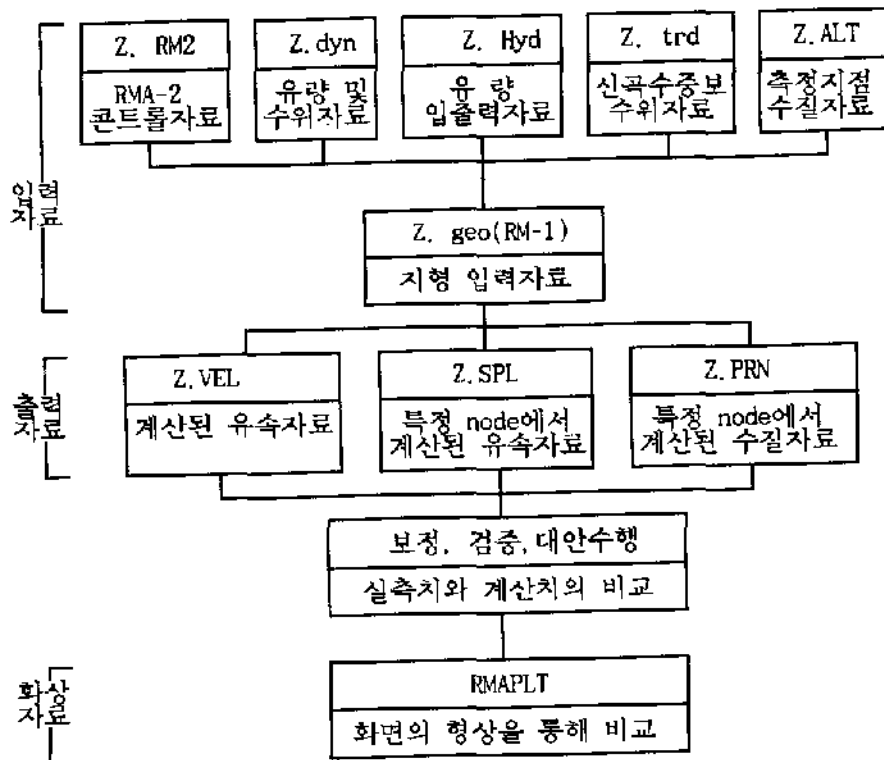 Z. RM2
RMA-2
콘트롤자료
Z.dyn
유량 및
수위자료
Z. Hyd
유 량
입출력자료
Z. trd
신곡수중보
수위자료
Z.ALT
측정지점
수질자료
입력
자료
Z. geo(RM-1)
지형 입력자료
출력
자료
Z.VEL
계산된 유속자료
Z.SPL
특정 node에서
계산된 유속자료
Z.PRN
특정 node에서
계산된 수질자료
보정, 검증,대안수행
실측치와 계산치의 비교
화상
자료
RMAPLT
화면의 형상을 통해 비교